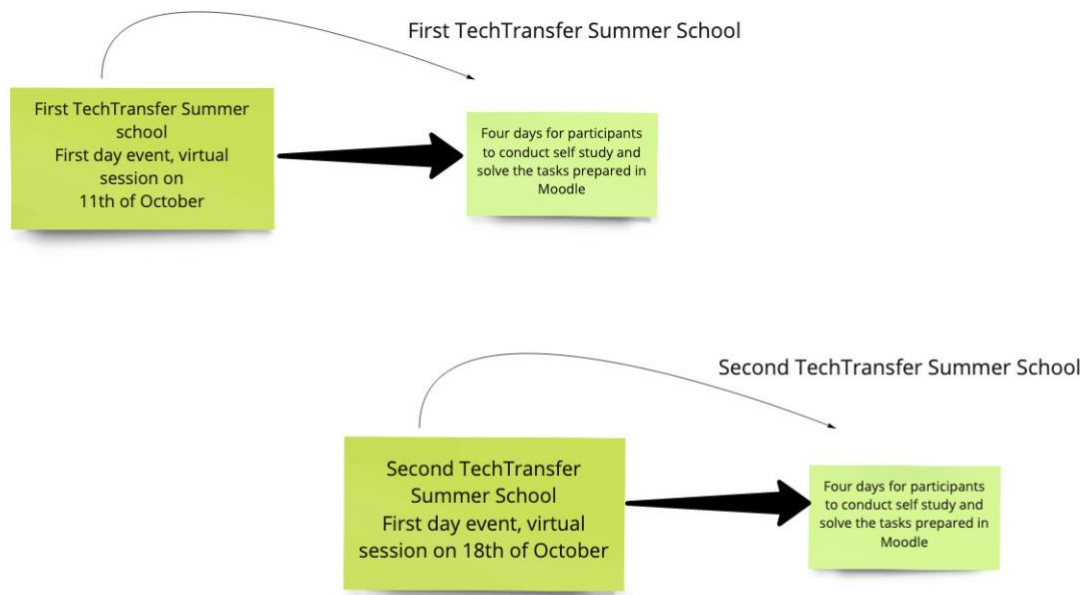 First TechTransfer Summer School
First TechTransfer Summer
school
First day event, virtual
session on
11th of October
Four days for participants
to conduct self study and
solve the tasks prepared in
Moodle
Second TechTransfer Summer School
Second TechTransfer
Summer School
First day event, virtual
session on 18th of October
Four days for participants
to conduct self study and
solve the tasks prepared in
Moodle